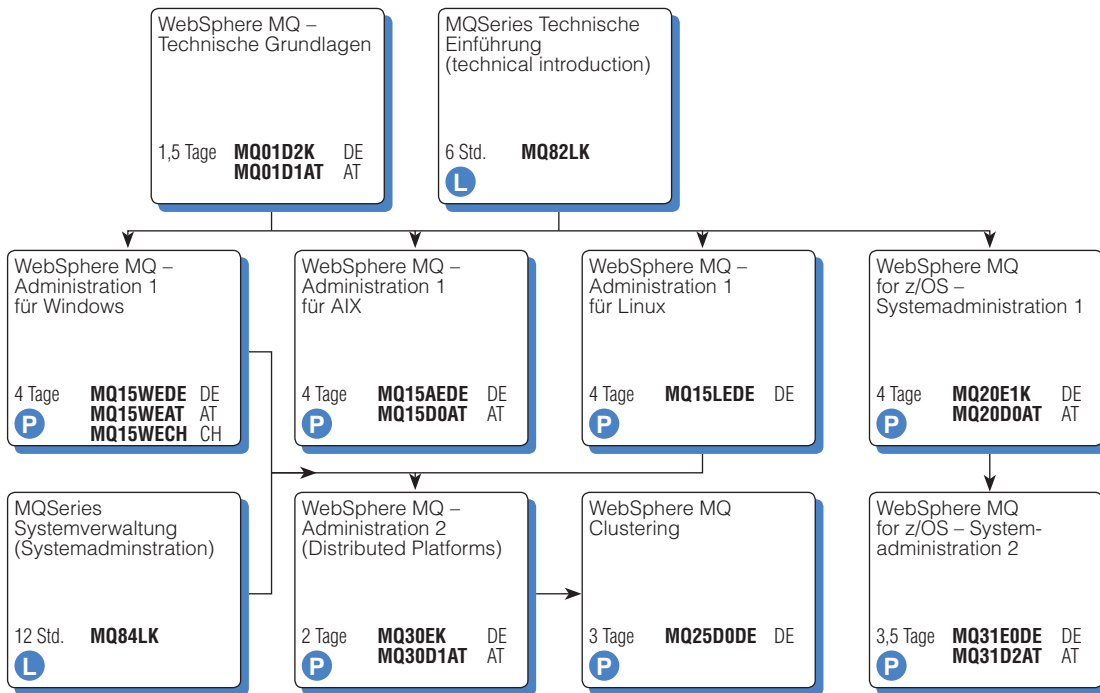 WebSphere MQ –
Technische Grundlagen
1,5 Tage MQ01D2K DE
MQ01D1AT AT
MQSeries Technische
Einführung
(technical introduction)
6 Std. MQ82LK
L
WebSphere MQ –
Administration 1
für Windows
4 Tage MQ15WEDE DE
MQ15WEAT AT
P
MQ15WECH CH
WebSphere MQ –
Administration 1
für AIX
4 Tage MQ15AEDE DE
MQ15D0AT AT
P
WebSphere MQ –
Administration 1
für Linux
4 Tage MQ15LEDE DE
P
WebSphere MQ
for z/OS –
Systemadministration 1
4 Tage MQ20E1K DE
MQ20D0AT AT
P
MQSeries
Systemverwaltung
(Systemadminstration)
12 Std. MQ84LK
L
WebSphere MQ –
Administration 2
(Distributed Platforms)
2 Tage MQ30EK DE
MQ30D1AT AT
P
WebSphere MQ
Clustering
3 Tage MQ25D0DE DE
P
WebSphere MQ
for z/OS – System-
administration 2
3,5 Tage MQ31E0DE DE
MQ31D2AT AT
P